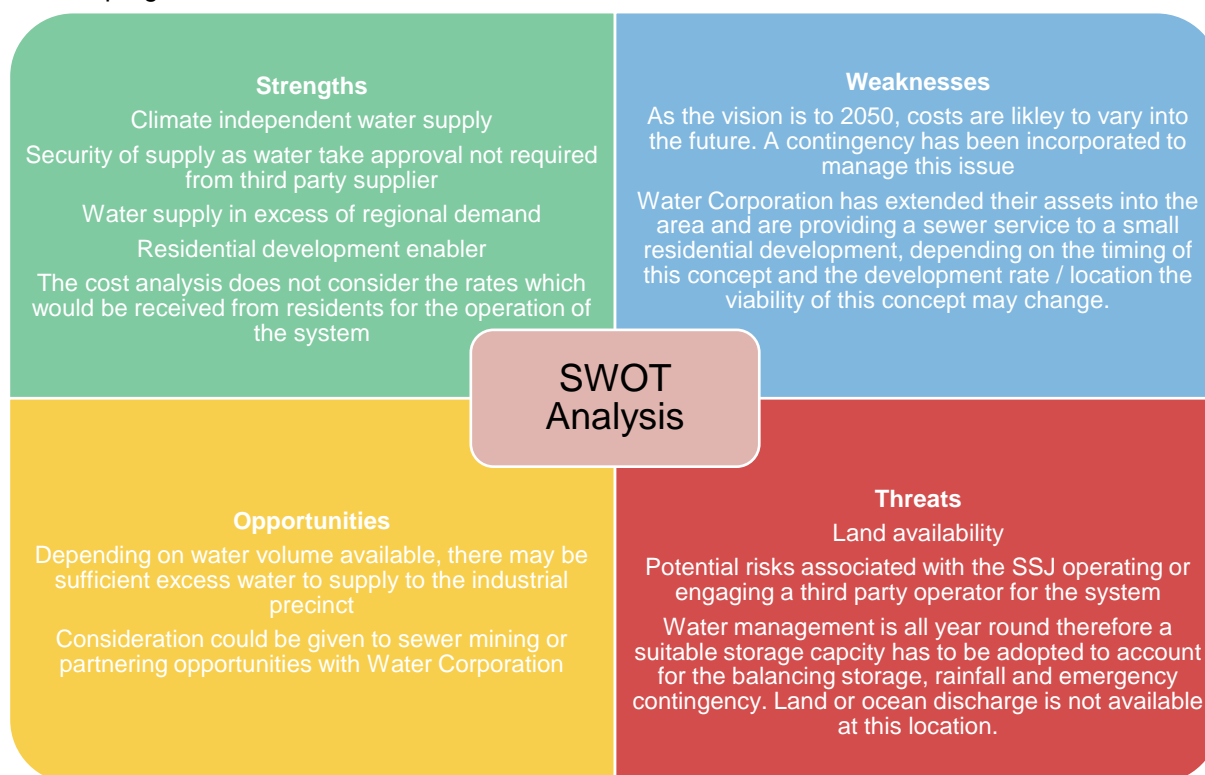 Strengths
Climate independent water supply
Security of supply as water take approval not required
from third party supplier
Water supply in excess of regional demand
Residential development enabler
The cost analysis does not consider the rates which
would be received from residents for the operation of
the system
Weaknesses
As the vision is to 2050, costs are likley to vary into
the future. A contingency has been incorporated to
manage this issue
Water Corporation has extended their assets into the
area and are providing a sewer service to a small
residential development, depending on the timing of
this concept and the development rate / location the
viability of this concept may change.
SWOT
Analysis
Opportunities
Depending on water volume available, there may be
sufficient excess water to supply to the industrial
precinct
Consideration could be given to sewer mining or
partnering opportunities with Water Corporation
Threats
Land availability
Potential risks associated with the SSJ operating or
engaging a third party operator for the system
Water management is all year round therefore a
suitable storage capcity has to be adopted to account
for the balancing storage, rainfall and emergency
contingency. Land or ocean discharge is not available
at this location.